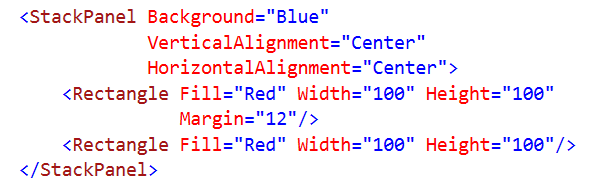 <StackPanel Background="Blue"
VerticalAlignment="Center"
HorizontalAlignment="Center">
<Rectangle Fill="Red" Width="100" Height="100"
Margin="12"/>
<Rectangle Fill="Red" Width="100" Height="100"/>
</StackPanel>